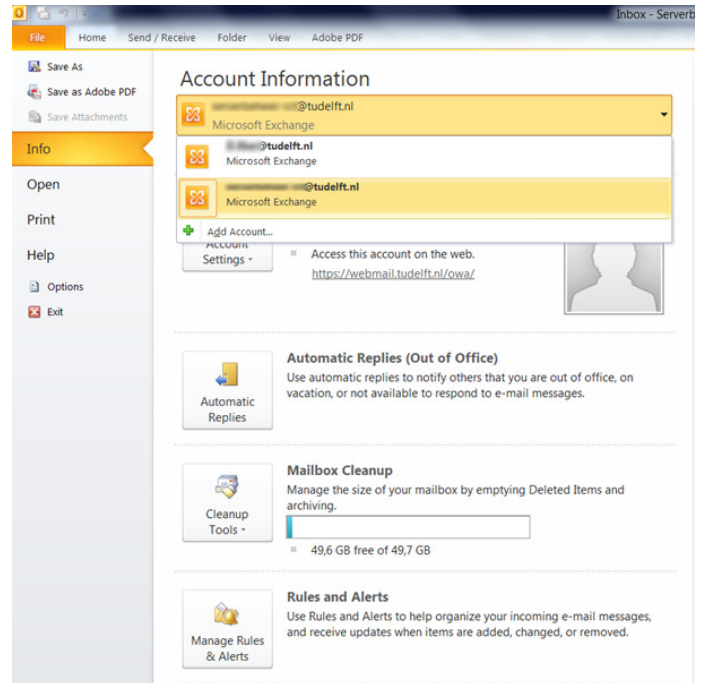 Inbox - Serverb
File Home Send / Receive Folder View Adobe PDF
Save As
Save as Adobe PDF
Save Attachments
Info
Open
Print
Help
Options
Exit
Account Information
@tudelft.nl
Microsoft Exchange
@tudelft.nl
Microsoft Exchange
@tudelft.nl
Microsoft Exchange
Add Account...
Account
Settings
Access this account on the web.
https://webmail.tudelft.nl/owa/
Automatic
Replies
Automatic Replies (Out of Office)
Use automatic replies to notify others that you are out of office, on
vacation, or not available to respond to e-mail messages.
Cleanup
Tools
Mailbox Cleanup
Manage the size of your mailbox by emptying Deleted Items and
archiving.
49,6 GB free of 49,7 GB
Manage Rules
& Alerts
Rules and Alerts
Use Rules and Alerts to help organize your incoming e-mail messages,
and receive updates when items are added, changed, or removed.